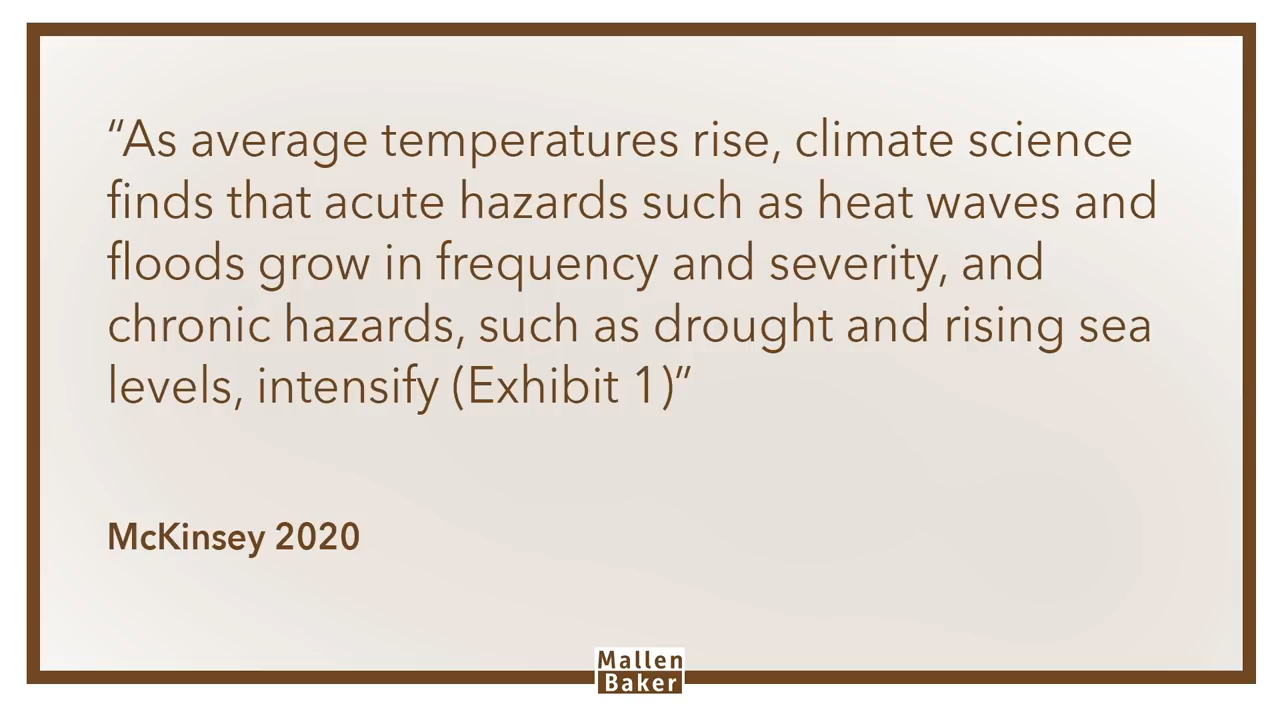 “As average temperatures rise, climate science
finds that acute hazards such as heat waves and
floods grow in frequency and severity, and
chronic hazards, such as drought and rising sea
levels, intensify (Exhibit 1)”
McKinsey 2020
Mallen
Baker